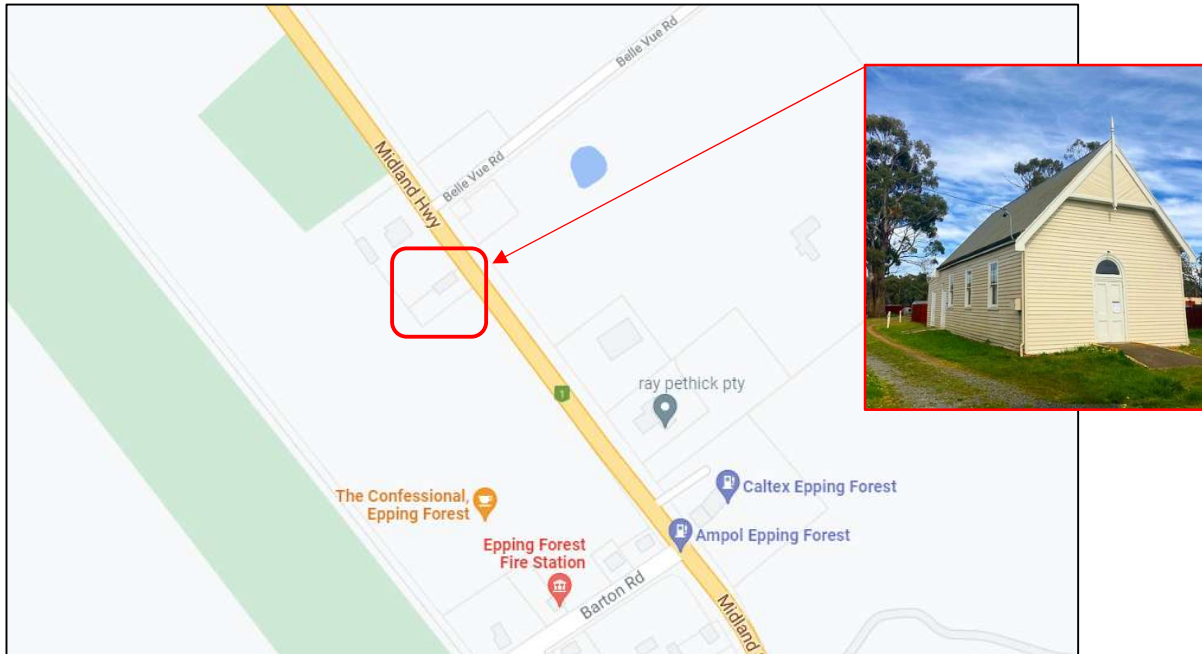 Belle Vue Rd
Belle Vue Rd
Midland Hwy
1
ray pethick pty
Caltex Epping Forest
The Confessional,
Epping Forest
Ampol Epping Forest
Epping Forest
Fire Station
Barton Rd
Midland